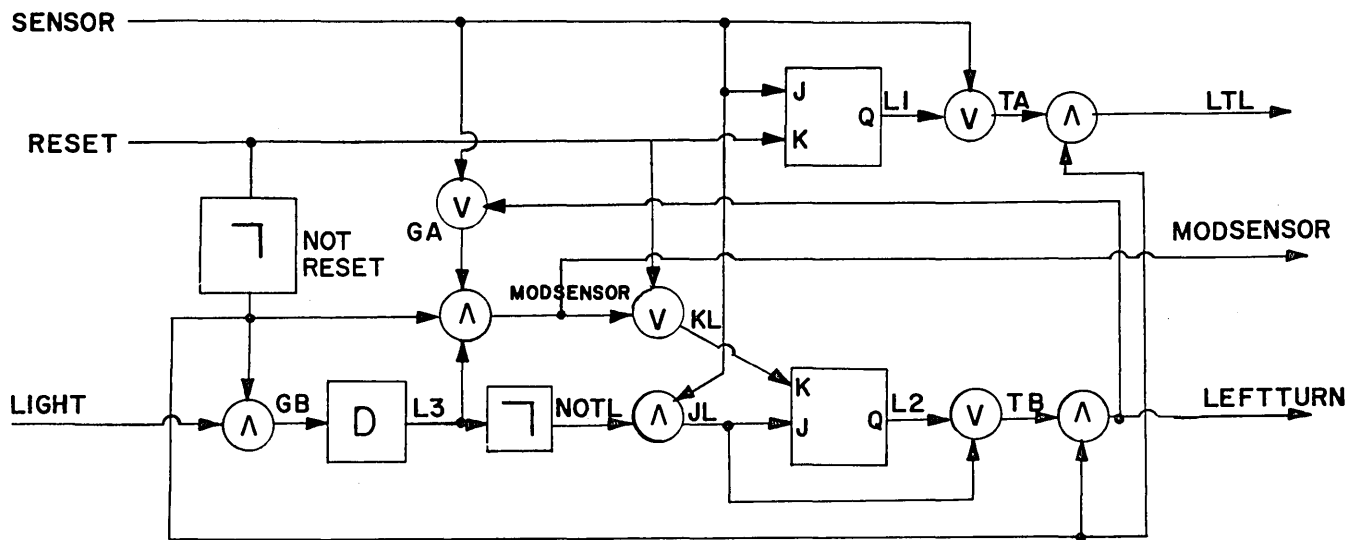 SENSOR
J
K
Q
L1
V
TA
Λ
LTL
RESET
V
GA
¬
NOT
RESET
MODSENSOR
Λ
MODSENSOR
V
KL
LIGHT
Λ
GB
D
L3
¬
NOTL
Λ
JL
K
J
Q
L2
V
TB
Λ
LEFTTURN